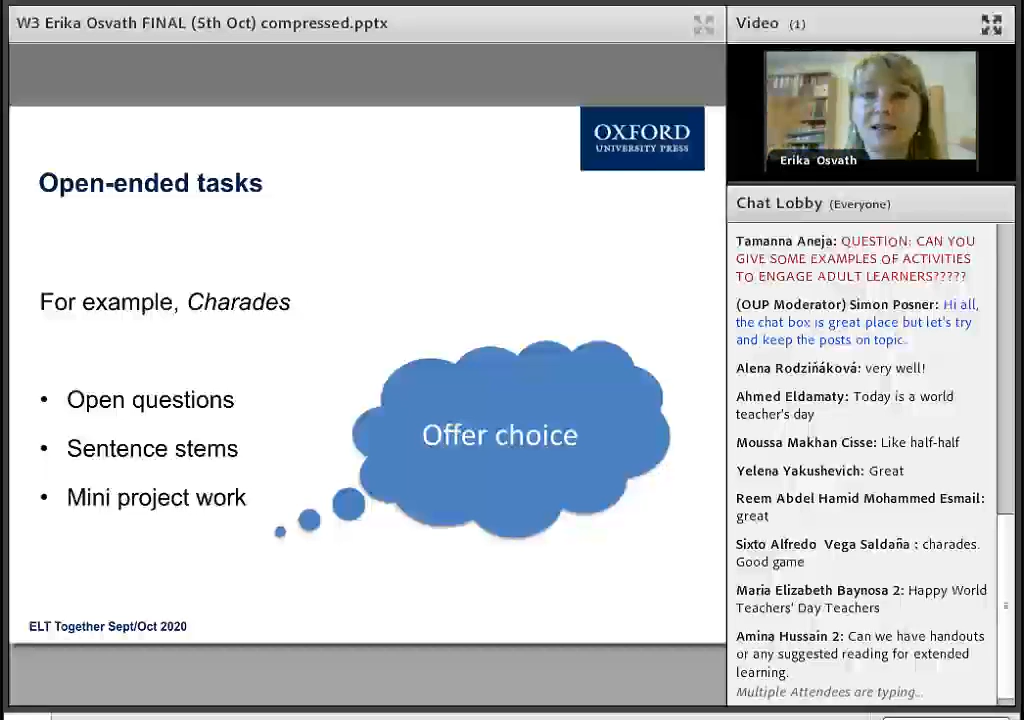 W3 Erika Osvath FINAL (5th Oct) compressed.pptx
OXFORD
UNIVERSITY PRESS
Open-ended tasks
For example, Charades
• Open questions
• Sentence stems
• Mini project work
Offer choice
ELT Together Sept/Oct 2020
Video (1)
Erika Osvath
Chat Lobby (Everyone)
Tamanna Aneja: QUESTION: CAN YOU
GIVE SOME EXAMPLES OF ACTIVITIES
TO ENGAGE ADULT LEARNERS?????
(OUP Moderator) Simon Posner: Hi all,
the chat box is great place but let's try
and keep the posts on topic.
Alena Rodziňáková: very well!
Ahmed Eldamaty: Today is a world
teacher's day
Moussa Makhan Cisse: Like half-half
Yelena Yakushevich: Great
Reem Abdel Hamid Mohammed Esmail:
great
Sixto Alfredo Vega Saldaña : charades.
Good game
Maria Elizabeth Baynosa 2: Happy World
Teachers' Day Teachers
Amina Hussain 2: Can we have handouts
or any suggested reading for extended
learning.
Multiple Attendees are typing...